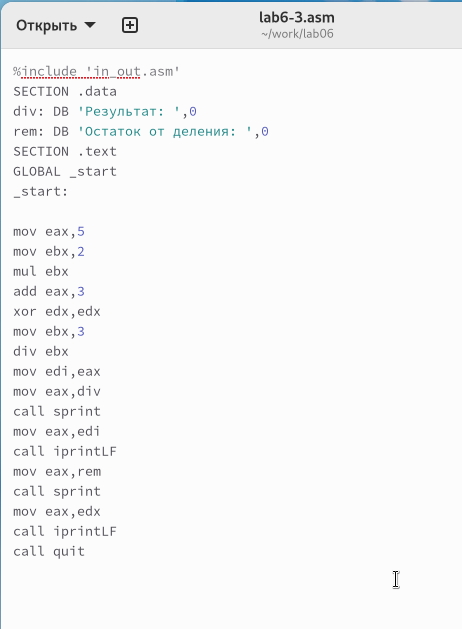 Открыть
lab6-3.asm
~/work/lab06
%include 'in_out.asm'
SECTION .data
div: DB 'Результат: ',0
rem: DB 'Остаток от деления: ',0
SECTION .text
GLOBAL _start
_start:
mov eax,5
mov ebx,2
mul ebx
add eax,3
xor edx,edx
mov ebx,3
div ebx
mov edi,eax
mov eax,div
call sprint
mov eax,edi
call iprintLF
mov eax,rem
call sprint
mov eax,edx
call iprintLF
call quit